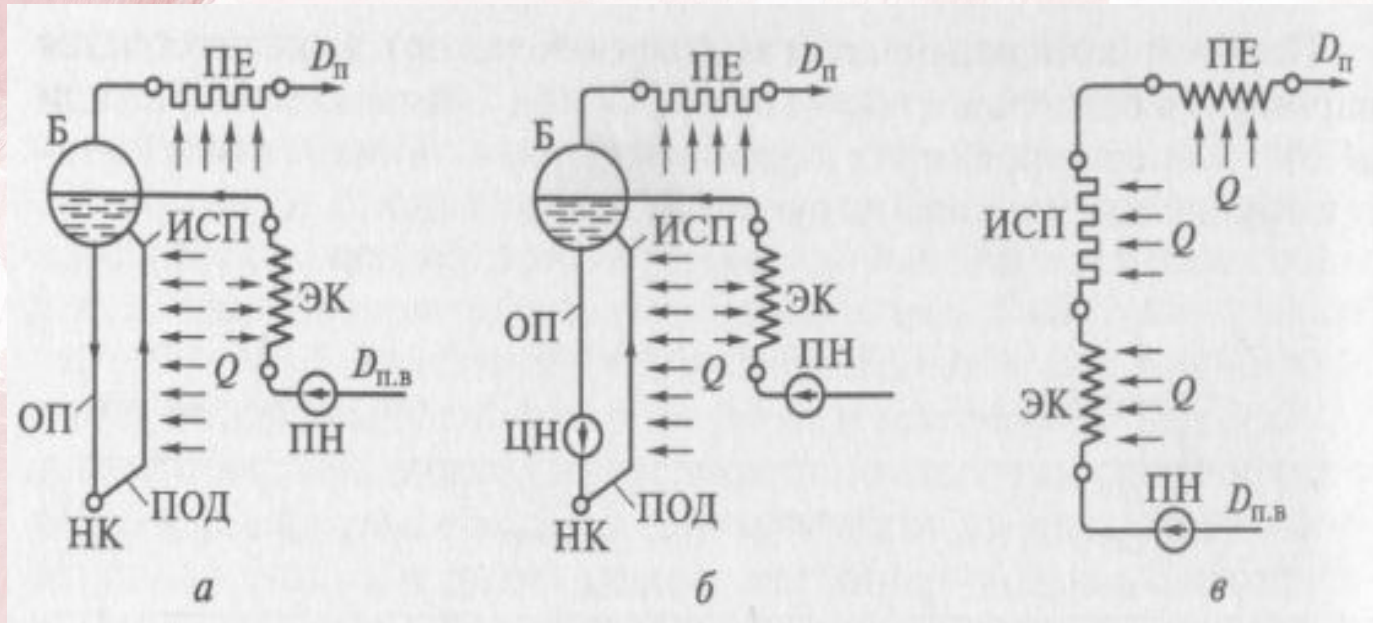 ПЕ Dп
Б
ИСП
ЭК
Q
Dп.в
ОП
ПН
ПОД
НК
а
ПЕ Dп
Б
ИСП
ЭК
ОП
ПН
Q
ЦН
ПОД
НК
б
Dп
ПЕ
Q
ИСП
Q
Q
ЭК
ПН
Dп.в
в